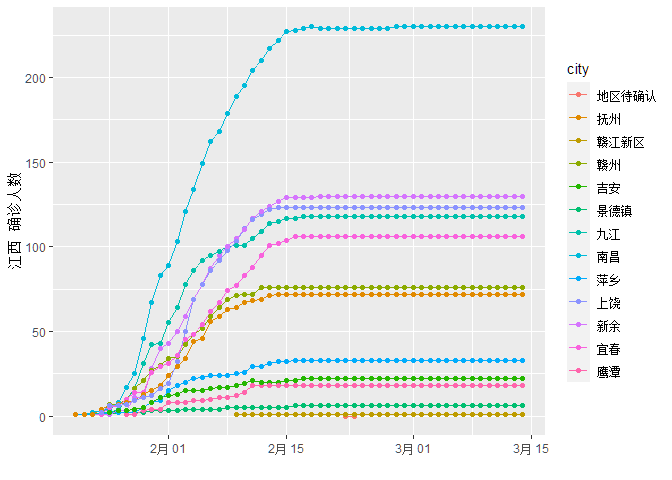 江西 确诊人数
200
150
100
50
0
2月 01
2月 15
3月 01
3月 15
city
地区待确认
抚州
赣江新区
赣州
吉安
景德镇
九江
南昌
萍乡
上饶
新余
宜春
鹰潭